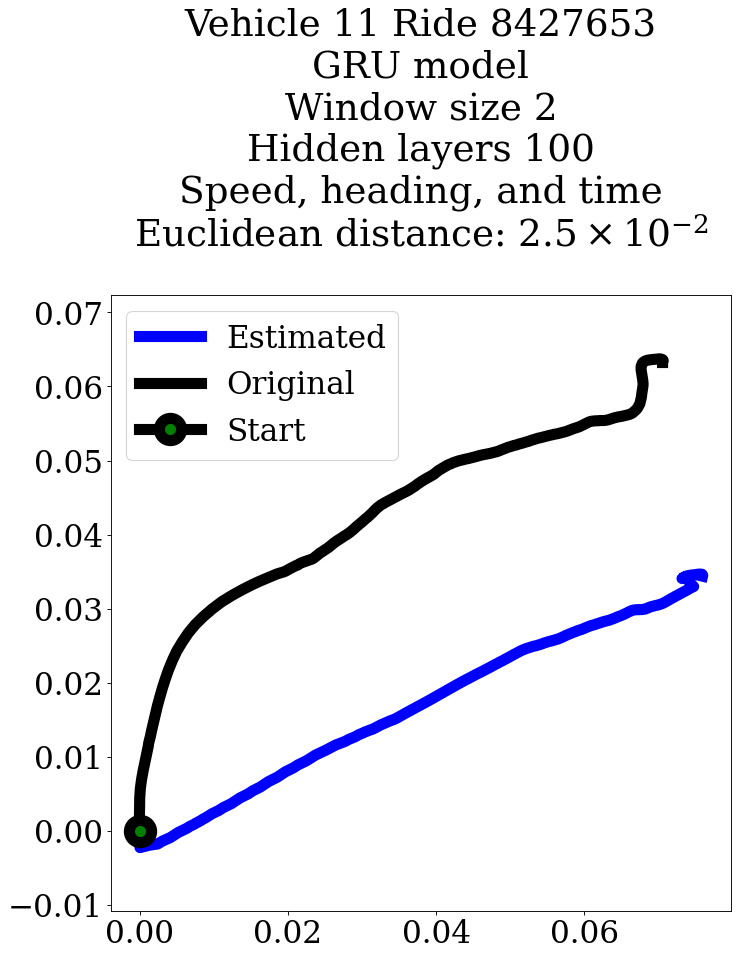 Vehicle 11 Ride 8427653
GRU model
Window size 2
Hidden layers 100
Speed, heading, and time
Euclidean distance: 2.5 × 10⁻²
Estimated
Original
Start
0.07
0.06
0.05
0.04
0.03
0.02
0.01
0.00
−0.01
0.00 0.02 0.04 0.06